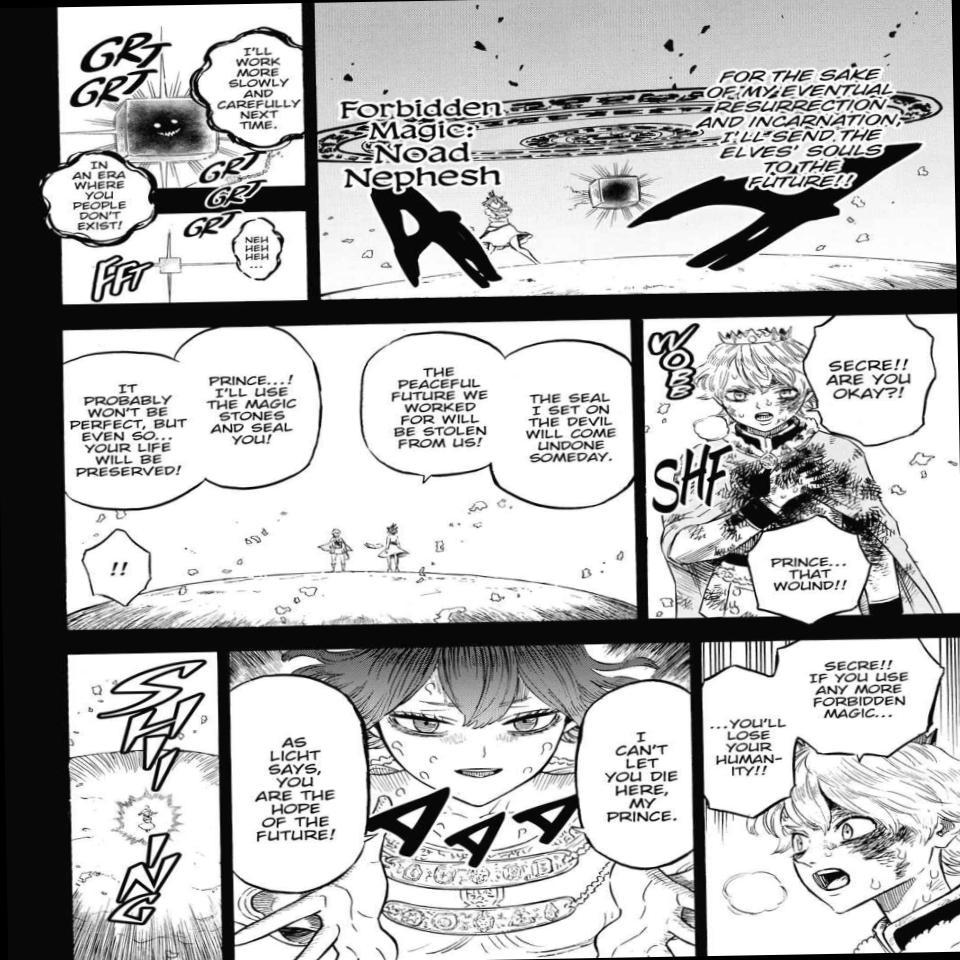 FOR THE SAKE
OF MY EVENTUAL
RESURRECTION
AND INCARNATION,
I'LL SEND THE
ELVES' SOULS
TO THE
FUTURE!!
Forbidden
Magic:
Noad
Nephesh
I'LL
WORK
MORE
SLOWLY
AND
CAREFULLY
NEXT
TIME.
GRT
GRT
IN
AN ERA
WHERE
YOU
PEOPLE
DON'T
EXIST!
GRT
GRT
GRT
NEH
HEH
HEH
...
FFT
SECRE!!
ARE YOU
OKAY?!
WOBB
SHF
PRINCE...
THAT
WOUND!!
THE SEAL
I SET ON
THE DEVIL
WILL COME
UNDONE
SOMEDAY.
THE
PEACEFUL
FUTURE WE
WORKED
FOR WILL
BE STOLEN
FROM US!
PRINCE...!
I'LL USE
THE MAGIC
STONES
AND SEAL
YOU!
IT
PROBABLY
WON'T BE
PERFECT, BUT
EVEN SO...
YOUR LIFE
WILL BE
PRESERVED!
!!
SECRE!!
IF YOU USE
ANY MORE
FORBIDDEN
MAGIC...
...YOU'LL
LOSE
YOUR
HUMAN-
ITY!!
I
CAN'T
LET
YOU DIE
HERE,
MY
PRINCE.
AS
LICHT
SAYS,
YOU
ARE THE
HOPE
OF THE
FUTURE!
AAA
SHI
ING